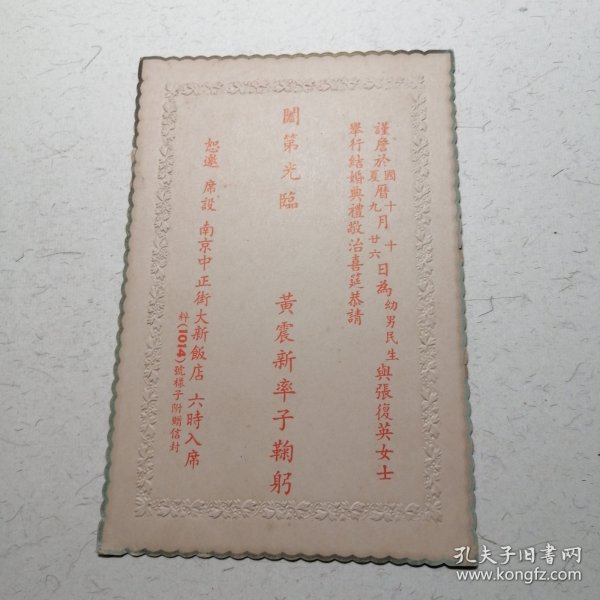 謹詹於國曆十月十日為幼男民生與張復英女士
夏曆九月廿六
舉行結婚典禮敬治喜筵恭請
闔第光臨
黃震新率子鞠躬
恕邀 席設 南京中正街大新飯店 六時入席
粹(1014)號樣子附贈信封
孔夫子旧书网
www.kongfz.com